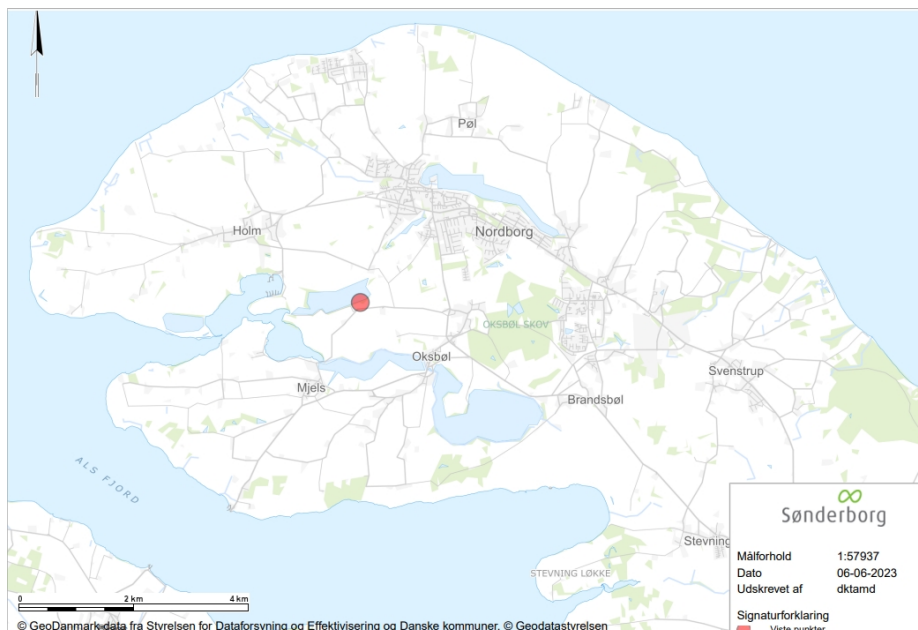 Pøl
Holm
Nordborg
OKSBØL SKOV
Oksbøl
Svenstrup
Mjels
Brandsbøl
ALS FJORD
Sønderborg
Stevning
STEVNING LØKKE
Målforhold 1:57937
Dato 06-06-2023
Udskrevet af dktamd
Signaturforklaring
Viste punkter
0 2 km 4 km
© GeoDanmark-data fra Styrelsen for Dataforsyning og Effektivisering og Danske kommuner, © Geodatastyrelsen